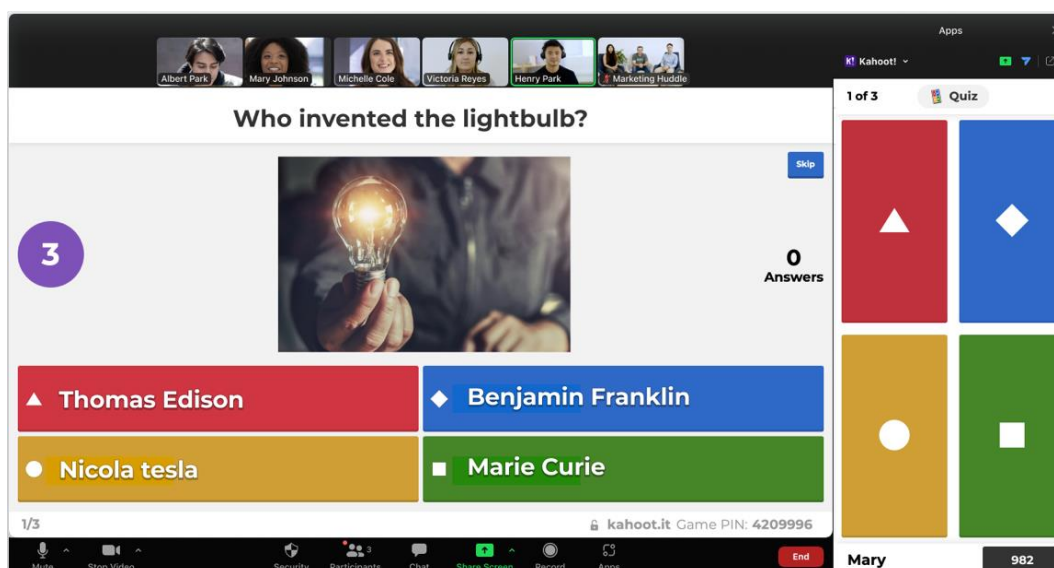 Apps
Albert Park
Mary Johnson
Michelle Cole
Victoria Reyes
Henry Park
Marketing Huddle
K! Kahoot!
1 of 3
Quiz
Who invented the lightbulb?
Skip
3
0
Answers
Thomas Edison
Benjamin Franklin
Nicola tesla
Marie Curie
1/3
kahoot.it Game PIN: 4209996
Mute
Stop Video
Security
Participants
3
Chat
Share Screen
Record
Apps
End
Mary
982